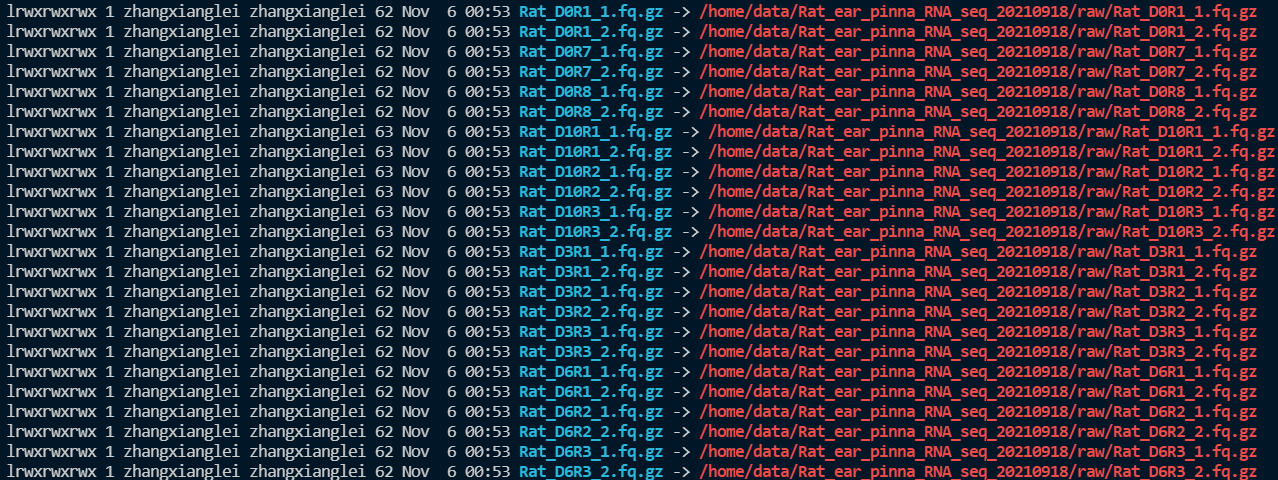 lrwxrwxrwx 1 zhangxianglei zhangxianglei 62 Nov  6 00:53 Rat_D0R1_1.fq.gz -> /home/data/Rat_ear_pinna_RNA_seq_20210918/raw/Rat_D0R1_1.fq.gz
lrwxrwxrwx 1 zhangxianglei zhangxianglei 62 Nov  6 00:53 Rat_D0R1_2.fq.gz -> /home/data/Rat_ear_pinna_RNA_seq_20210918/raw/Rat_D0R1_2.fq.gz
lrwxrwxrwx 1 zhangxianglei zhangxianglei 62 Nov  6 00:53 Rat_D0R7_1.fq.gz -> /home/data/Rat_ear_pinna_RNA_seq_20210918/raw/Rat_D0R7_1.fq.gz
lrwxrwxrwx 1 zhangxianglei zhangxianglei 62 Nov  6 00:53 Rat_D0R7_2.fq.gz -> /home/data/Rat_ear_pinna_RNA_seq_20210918/raw/Rat_D0R7_2.fq.gz
lrwxrwxrwx 1 zhangxianglei zhangxianglei 62 Nov  6 00:53 Rat_D0R8_1.fq.gz -> /home/data/Rat_ear_pinna_RNA_seq_20210918/raw/Rat_D0R8_1.fq.gz
lrwxrwxrwx 1 zhangxianglei zhangxianglei 62 Nov  6 00:53 Rat_D0R8_2.fq.gz -> /home/data/Rat_ear_pinna_RNA_seq_20210918/raw/Rat_D0R8_2.fq.gz
lrwxrwxrwx 1 zhangxianglei zhangxianglei 63 Nov  6 00:53 Rat_D10R1_1.fq.gz -> /home/data/Rat_ear_pinna_RNA_seq_20210918/raw/Rat_D10R1_1.fq.gz
lrwxrwxrwx 1 zhangxianglei zhangxianglei 63 Nov  6 00:53 Rat_D10R1_2.fq.gz -> /home/data/Rat_ear_pinna_RNA_seq_20210918/raw/Rat_D10R1_2.fq.gz
lrwxrwxrwx 1 zhangxianglei zhangxianglei 63 Nov  6 00:53 Rat_D10R2_1.fq.gz -> /home/data/Rat_ear_pinna_RNA_seq_20210918/raw/Rat_D10R2_1.fq.gz
lrwxrwxrwx 1 zhangxianglei zhangxianglei 63 Nov  6 00:53 Rat_D10R2_2.fq.gz -> /home/data/Rat_ear_pinna_RNA_seq_20210918/raw/Rat_D10R2_2.fq.gz
lrwxrwxrwx 1 zhangxianglei zhangxianglei 63 Nov  6 00:53 Rat_D10R3_1.fq.gz -> /home/data/Rat_ear_pinna_RNA_seq_20210918/raw/Rat_D10R3_1.fq.gz
lrwxrwxrwx 1 zhangxianglei zhangxianglei 63 Nov  6 00:53 Rat_D10R3_2.fq.gz -> /home/data/Rat_ear_pinna_RNA_seq_20210918/raw/Rat_D10R3_2.fq.gz
lrwxrwxrwx 1 zhangxianglei zhangxianglei 62 Nov  6 00:53 Rat_D3R1_1.fq.gz -> /home/data/Rat_ear_pinna_RNA_seq_20210918/raw/Rat_D3R1_1.fq.gz
lrwxrwxrwx 1 zhangxianglei zhangxianglei 62 Nov  6 00:53 Rat_D3R1_2.fq.gz -> /home/data/Rat_ear_pinna_RNA_seq_20210918/raw/Rat_D3R1_2.fq.gz
lrwxrwxrwx 1 zhangxianglei zhangxianglei 62 Nov  6 00:53 Rat_D3R2_1.fq.gz -> /home/data/Rat_ear_pinna_RNA_seq_20210918/raw/Rat_D3R2_1.fq.gz
lrwxrwxrwx 1 zhangxianglei zhangxianglei 62 Nov  6 00:53 Rat_D3R2_2.fq.gz -> /home/data/Rat_ear_pinna_RNA_seq_20210918/raw/Rat_D3R2_2.fq.gz
lrwxrwxrwx 1 zhangxianglei zhangxianglei 62 Nov  6 00:53 Rat_D3R3_1.fq.gz -> /home/data/Rat_ear_pinna_RNA_seq_20210918/raw/Rat_D3R3_1.fq.gz
lrwxrwxrwx 1 zhangxianglei zhangxianglei 62 Nov  6 00:53 Rat_D3R3_2.fq.gz -> /home/data/Rat_ear_pinna_RNA_seq_20210918/raw/Rat_D3R3_2.fq.gz
lrwxrwxrwx 1 zhangxianglei zhangxianglei 62 Nov  6 00:53 Rat_D6R1_1.fq.gz -> /home/data/Rat_ear_pinna_RNA_seq_20210918/raw/Rat_D6R1_1.fq.gz
lrwxrwxrwx 1 zhangxianglei zhangxianglei 62 Nov  6 00:53 Rat_D6R1_2.fq.gz -> /home/data/Rat_ear_pinna_RNA_seq_20210918/raw/Rat_D6R1_2.fq.gz
lrwxrwxrwx 1 zhangxianglei zhangxianglei 62 Nov  6 00:53 Rat_D6R2_1.fq.gz -> /home/data/Rat_ear_pinna_RNA_seq_20210918/raw/Rat_D6R2_1.fq.gz
lrwxrwxrwx 1 zhangxianglei zhangxianglei 62 Nov  6 00:53 Rat_D6R2_2.fq.gz -> /home/data/Rat_ear_pinna_RNA_seq_20210918/raw/Rat_D6R2_2.fq.gz
lrwxrwxrwx 1 zhangxianglei zhangxianglei 62 Nov  6 00:53 Rat_D6R3_1.fq.gz -> /home/data/Rat_ear_pinna_RNA_seq_20210918/raw/Rat_D6R3_1.fq.gz
lrwxrwxrwx 1 zhangxianglei zhangxianglei 62 Nov  6 00:53 Rat_D6R3_2.fq.gz -> /home/data/Rat_ear_pinna_RNA_seq_20210918/raw/Rat_D6R3_2.fq.gz